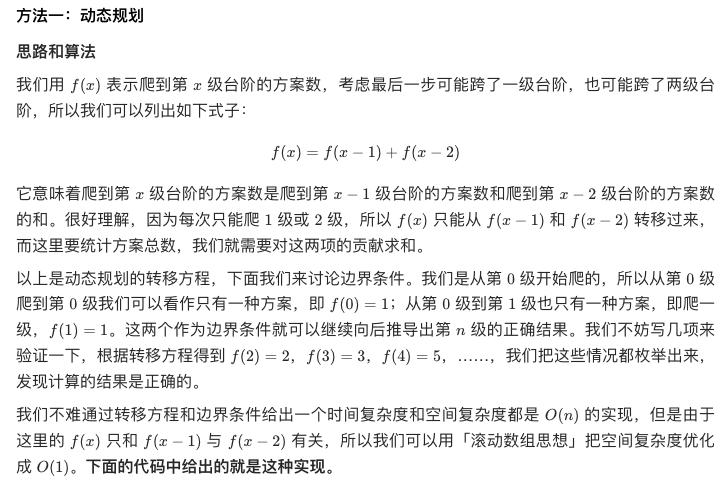 方法一：动态规划
思路和算法
我们用 f(x) 表示爬到第 x 级台阶的方案数，考虑最后一步可能跨了一级台阶，也可能跨了两级台
阶，所以我们可以列出如下式子：
f(x) = f(x − 1) + f(x − 2)
它意味着爬到第 x 级台阶的方案数是爬到第 x − 1 级台阶的方案数和爬到第 x − 2 级台阶的方案数
的和。很好理解，因为每次只能爬 1 级或 2 级，所以 f(x) 只能从 f(x − 1) 和 f(x − 2) 转移过来，
而这里要统计方案总数，我们就需要对这两项的贡献求和。
以上是动态规划的转移方程，下面我们来讨论边界条件。我们是从第 0 级开始爬的，所以从第 0 级
爬到第 0 级我们可以看作只有一种方案，即 f(0) = 1；从第 0 级到第 1 级也只有一种方案，即爬一
级，f(1) = 1。这两个作为边界条件就可以继续向后推导出第 n 级的正确结果。我们不妨写几项来
验证一下，根据转移方程得到 f(2) = 2，f(3) = 3，f(4) = 5，……，我们把这些情况都枚举出来，
发现计算的结果是正确的。
我们不难通过转移方程和边界条件给出一个时间复杂度和空间复杂度都是 O(n) 的实现，但是由于
这里的 f(x) 只和 f(x − 1) 与 f(x − 2) 有关，所以我们可以用「滚动数组思想」把空间复杂度优化
成 O(1)。下面的代码中给出的就是这种实现。